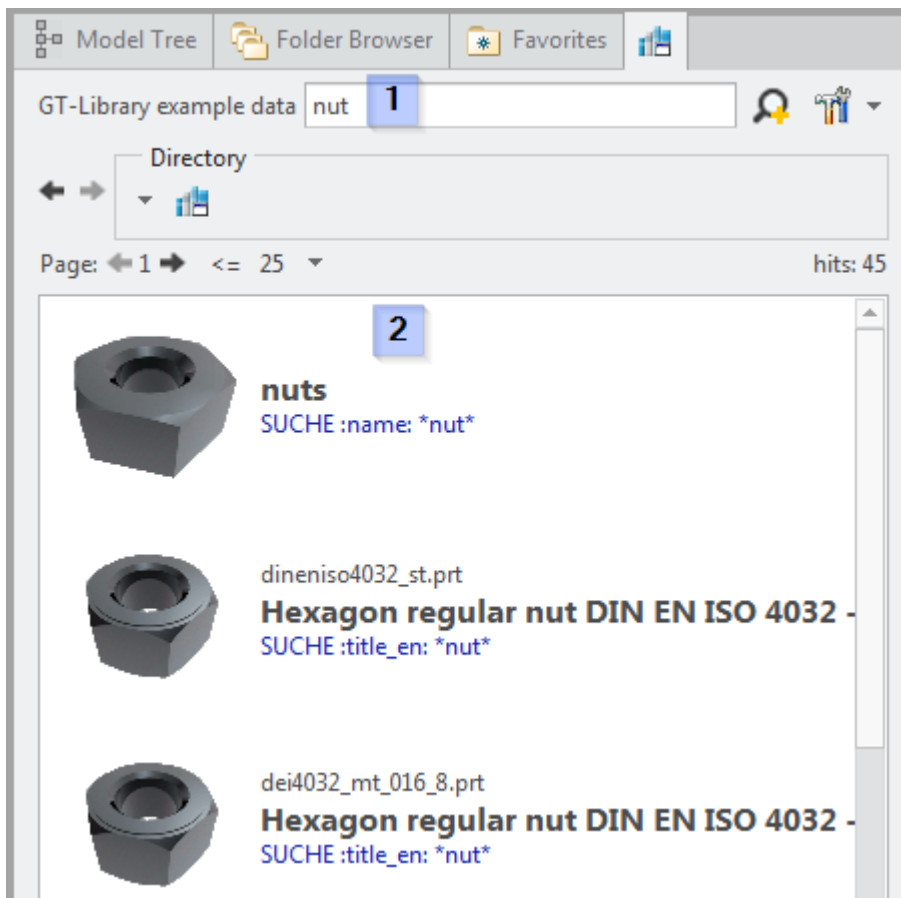 Model Tree Folder Browser Favorites
GT-Library example data nut 1
Directory
Page: 1 <= 25 hits: 45
2
nuts
SUCHE :name: *nut*
dineniso4032_st.prt
Hexagon regular nut DIN EN ISO 4032 -
SUCHE :title_en: *nut*
dei4032_mt_016_8.prt
Hexagon regular nut DIN EN ISO 4032 -
SUCHE :title_en: *nut*